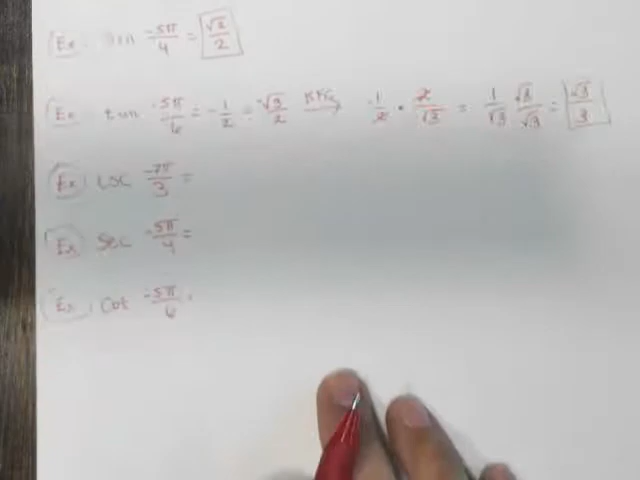 Ex: sin -5π/4 = √2/2
Ex: tan -5π/6 = -1/2 ÷ -√3/2 KFC → -1/2 • -2/√3 = 1/√3 √3/√3 = √3/3
Ex: csc -7π/3 =
Ex: sec -5π/4 =
Ex: cot -5π/6 =